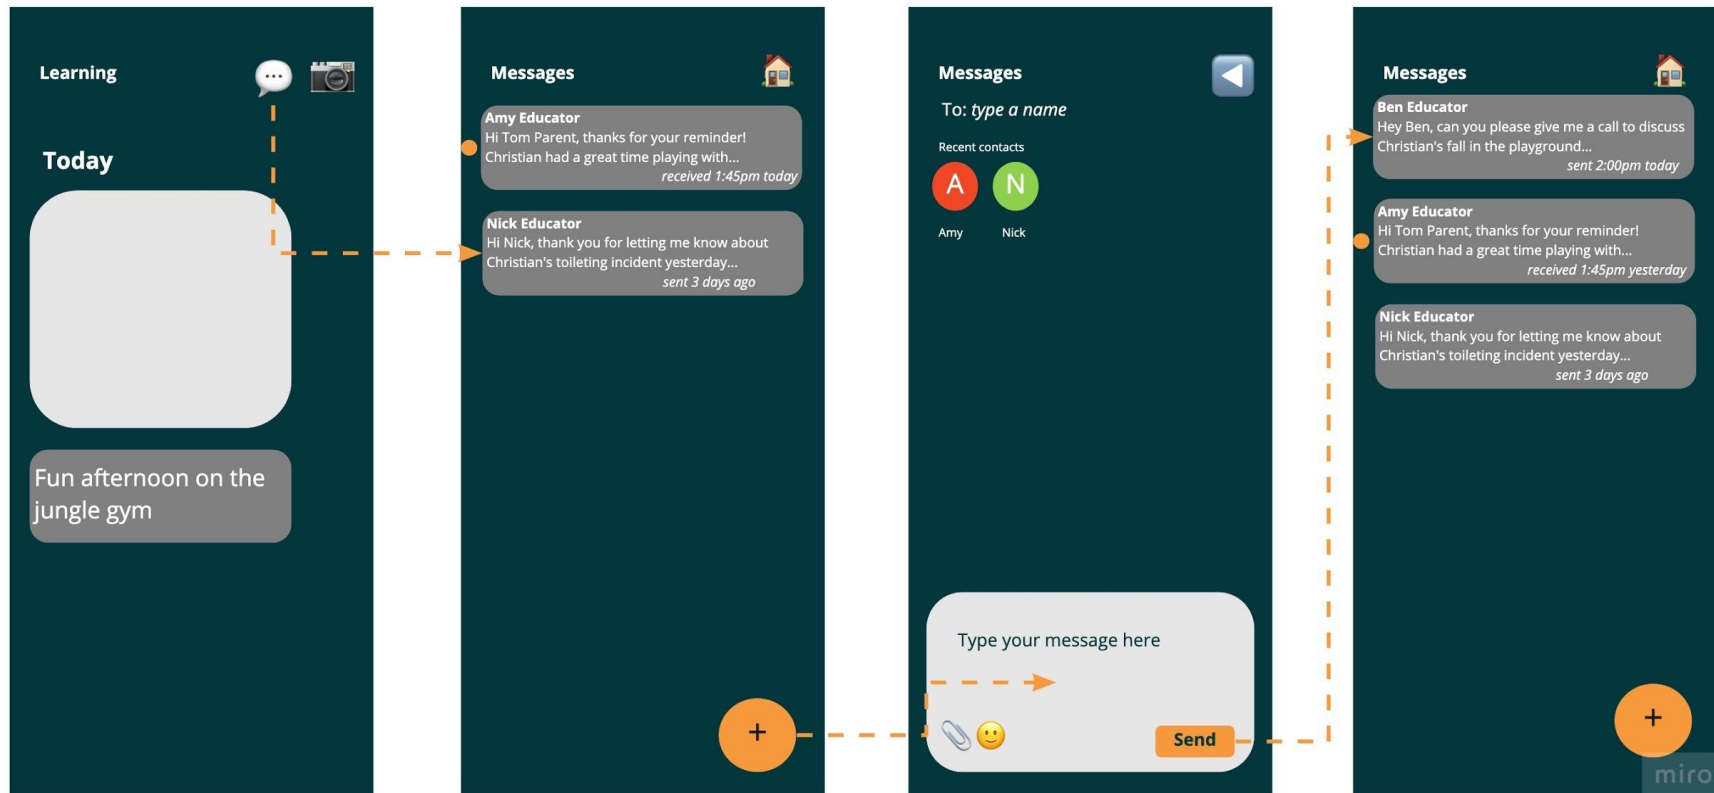 Learning
Today
Fun afternoon on the
jungle gym
Messages
Amy Educator
Hi Tom Parent, thanks for your reminder!
Christian had a great time playing with...
received 1:45pm today
Nick Educator
Hi Nick, thank you for letting me know about
Christian's toileting incident yesterday...
sent 3 days ago
+
Messages
To: type a name
Recent contacts
A N
Amy Nick
Type your message here
Send
Messages
Ben Educator
Hey Ben, can you please give me a call to discuss
Christian's fall in the playground...
sent 2:00pm today
Amy Educator
Hi Tom Parent, thanks for your reminder!
Christian had a great time playing with...
received 1:45pm yesterday
Nick Educator
Hi Nick, thank you for letting me know about
Christian's toileting incident yesterday...
sent 3 days ago
+
miro